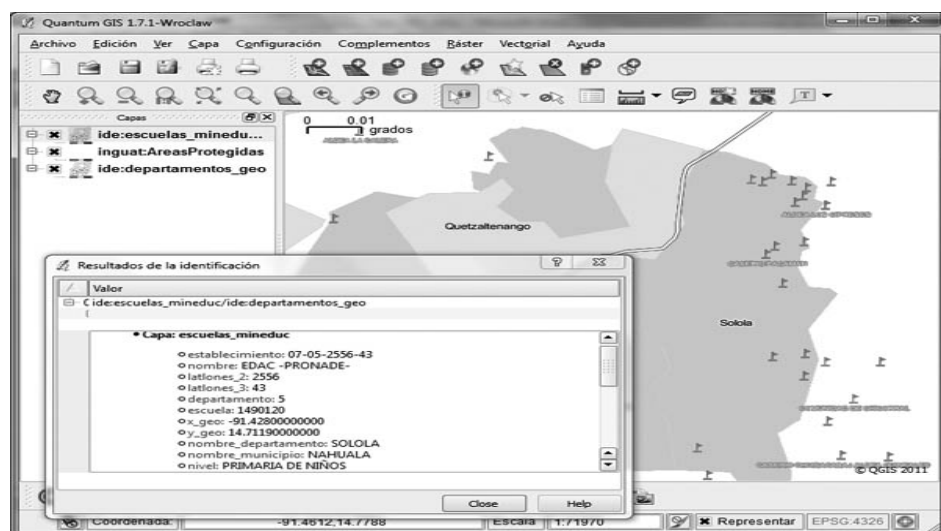 Quantum GIS 1.7.1-Wroclaw
Archivo Edición Ver Capa Configuración Complementos Ráster Vectorial Ayuda
Capas
ide:escuelas_minedu...
inguat:AreasProtegidas
ide:departamentos_geo
0 0.01
grados
Quetzaltenango
Solola
Resultados de la identificación
Valor
ide:escuelas_mineduc/ide:departamentos_geo
Capa: escuelas_mineduc
establecimiento: 07-05-2556-43
nombre: EDAC -PRONADE-
latlones_2: 2556
latlones_3: 43
departamento: 5
escuela: 1490120
x_geo: -91.42800000000
y_geo: 14.71190000000
nombre_departamento: SOLOLA
nombre_municipio: NAHUALA
nivel: PRIMARIA DE NIÑOS
Close Help
© QGIS 2011
Coordenada: -91.4612,14.7788 Escala 1:71970 Representar EPSG:4326